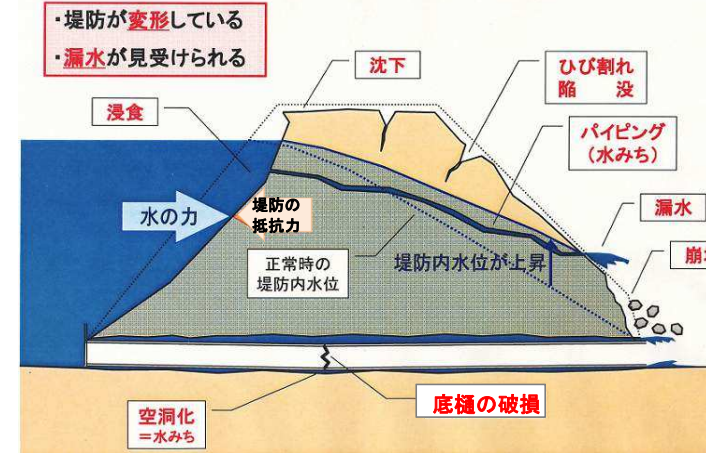 ・堤防が変形している
・漏水が見受けられる
沈下
ひび割れ
陥　没
浸食
パイピング
（水みち）
水の力
堤防の
抵抗力
漏水
正常時の
堤防内水位
堤防内水位が上昇
崩
空洞化
＝水みち
底樋の破損